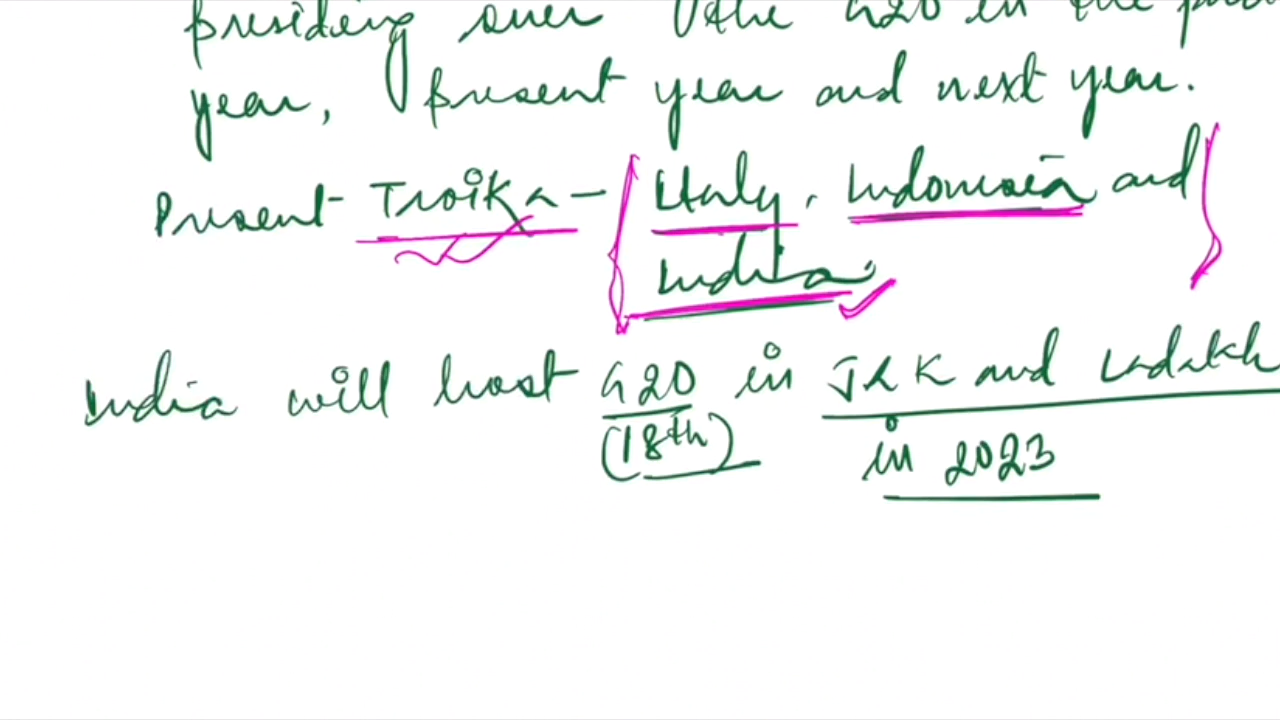 presiding over the G20 in the
year, present year and next year.
Present Troika - Italy, Indonesia and
India.
India will host G20 in J&K and Ladakh
(18th) in 2023